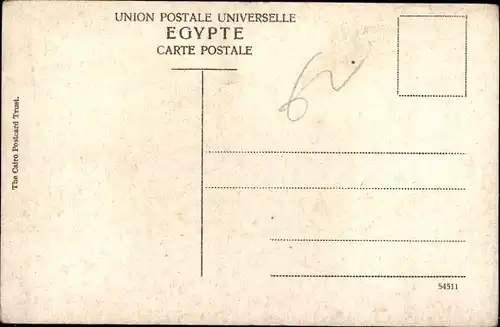 UNION POSTALE UNIVERSELLE
EGYPTE
CARTE POSTALE
The Cairo Postcard Trust.
54511